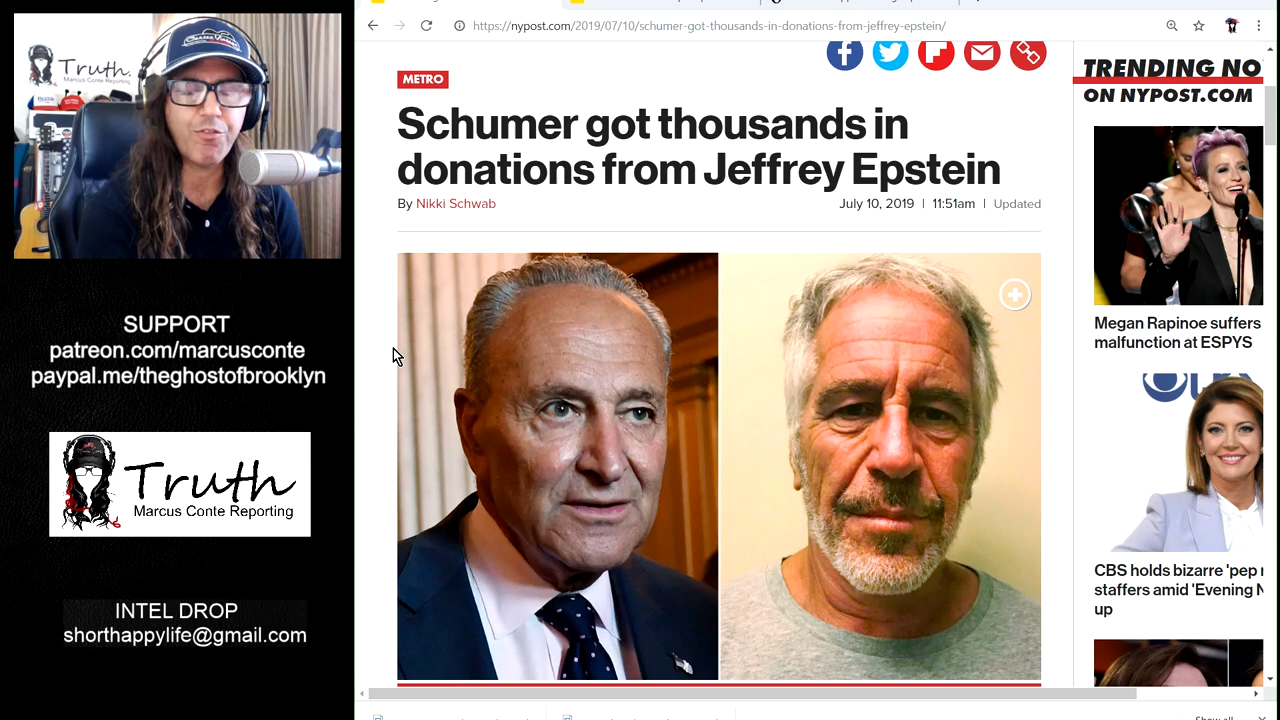 Truth.
Marcus Conte Reporting
SUPPORT
patreon.com/marcusconte
paypal.me/theghostofbrooklyn
Truth
Marcus Conte Reporting
INTEL DROP
shorthappylife@gmail.com
https://nypost.com/2019/07/10/schumer-got-thousands-in-donations-from-jeffrey-epstein/
METRO
Schumer got thousands in
donations from Jeffrey Epstein
By Nikki Schwab
July 10, 2019 | 11:51am | Updated
TRENDING NO
ON NYPOST.COM
Megan Rapinoe suffers
malfunction at ESPYS
CBS holds bizarre 'pep
staffers amid 'Evening
up
Show all